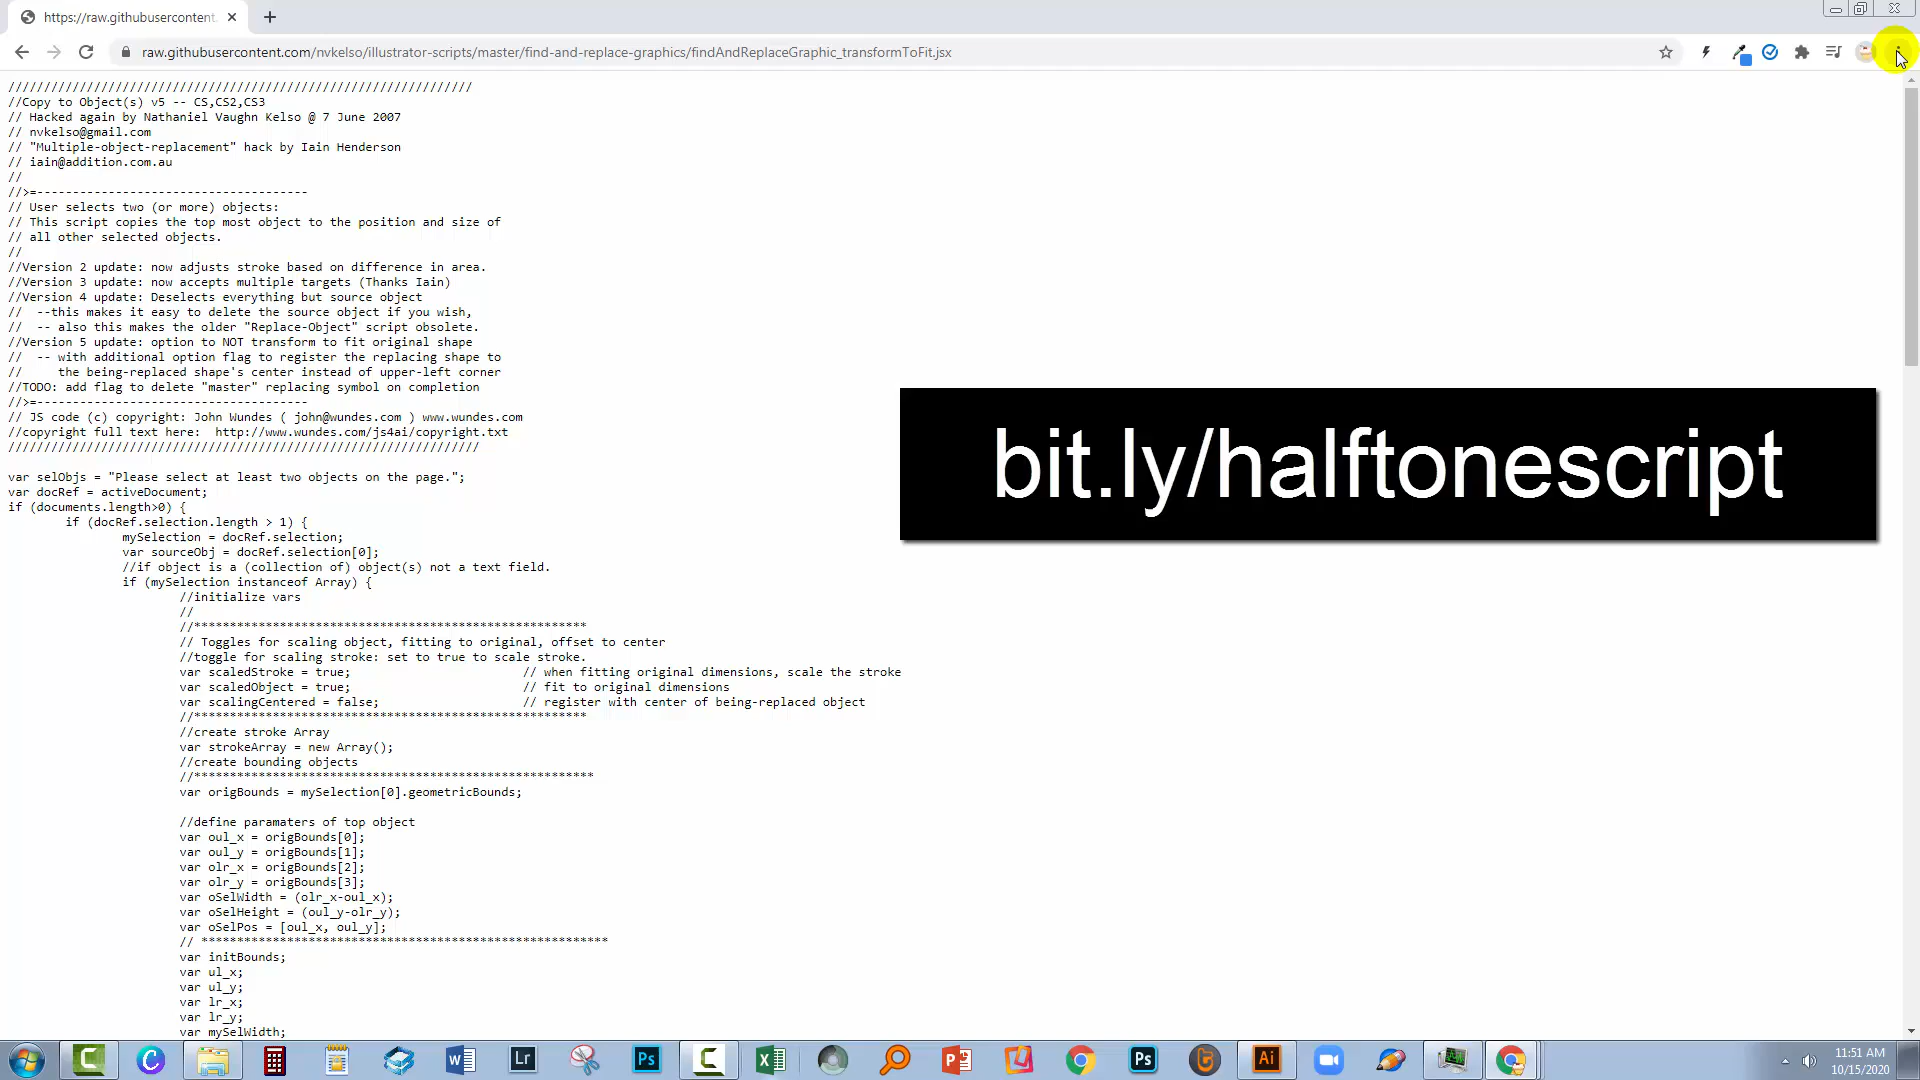 https://raw.githubusercontent.
raw.githubusercontent.com/nvkelso/illustrator-scripts/master/find-and-replace-graphics/findAndReplaceGraphic_transformToFit.jsx
/////////////////////////////////////////////////////////////////
//Copy to Object(s) v5 -- CS,CS2,CS3
// Hacked again by Nathaniel Vaughn Kelso @ 7 June 2007
// nvkelso@gmail.com
// "Multiple-object-replacement" hack by Iain Henderson
// iain@addition.com.au
//
//>=--------------------------------------
// User selects two (or more) objects:
// This script copies the top most object to the position and size of
// all other selected objects.
//
//Version 2 update: now adjusts stroke based on difference in area.
//Version 3 update: now accepts multiple targets (Thanks Iain)
//Version 4 update: Deselects everything but source object
//  --this makes it easy to delete the source object if you wish,
//  -- also this makes the older "Replace-Object" script obsolete.
//Version 5 update: option to NOT transform to fit original shape
//  -- with additional option flag to register the replacing shape to
//     the being-replaced shape's center instead of upper-left corner
//TODO: add flag to delete "master" replacing symbol on completion
//>=--------------------------------------
// JS code (c) copyright: John Wundes ( john@wundes.com ) www.wundes.com
//copyright full text here:  http://www.wundes.com/js4ai/copyright.txt
//////////////////////////////////////////////////////////////////
bit.ly/halftonescript
var selObjs = "Please select at least two objects on the page.";
var docRef = activeDocument;
if (documents.length>0) {
if (docRef.selection.length > 1) {
mySelection = docRef.selection;
var sourceObj = docRef.selection[0];
//if object is a (collection of) object(s) not a text field.
if (mySelection instanceof Array) {
//initialize vars
//
//*******************************************************
// Toggles for scaling object, fitting to original, offset to center
//toggle for scaling stroke: set to true to scale stroke.
var scaledStroke = true; // when fitting original dimensions, scale the stroke
var scaledObject = true; // fit to original dimensions
var scalingCentered = false; // register with center of being-replaced object
//*******************************************************
//create stroke Array
var strokeArray = new Array();
//create bounding objects
//********************************************************
var origBounds = mySelection[0].geometricBounds;
//define paramaters of top object
var oul_x = origBounds[0];
var oul_y = origBounds[1];
var olr_x = origBounds[2];
var olr_y = origBounds[3];
var oSelWidth = (olr_x-oul_x);
var oSelHeight = (oul_y-olr_y);
var oSelPos = [oul_x, oul_y];
// *********************************************************
var initBounds;
var ul_x;
var ul_y;
var lr_x;
var lr_y;
var mySelWidth;
11:51 AM
10/15/2020